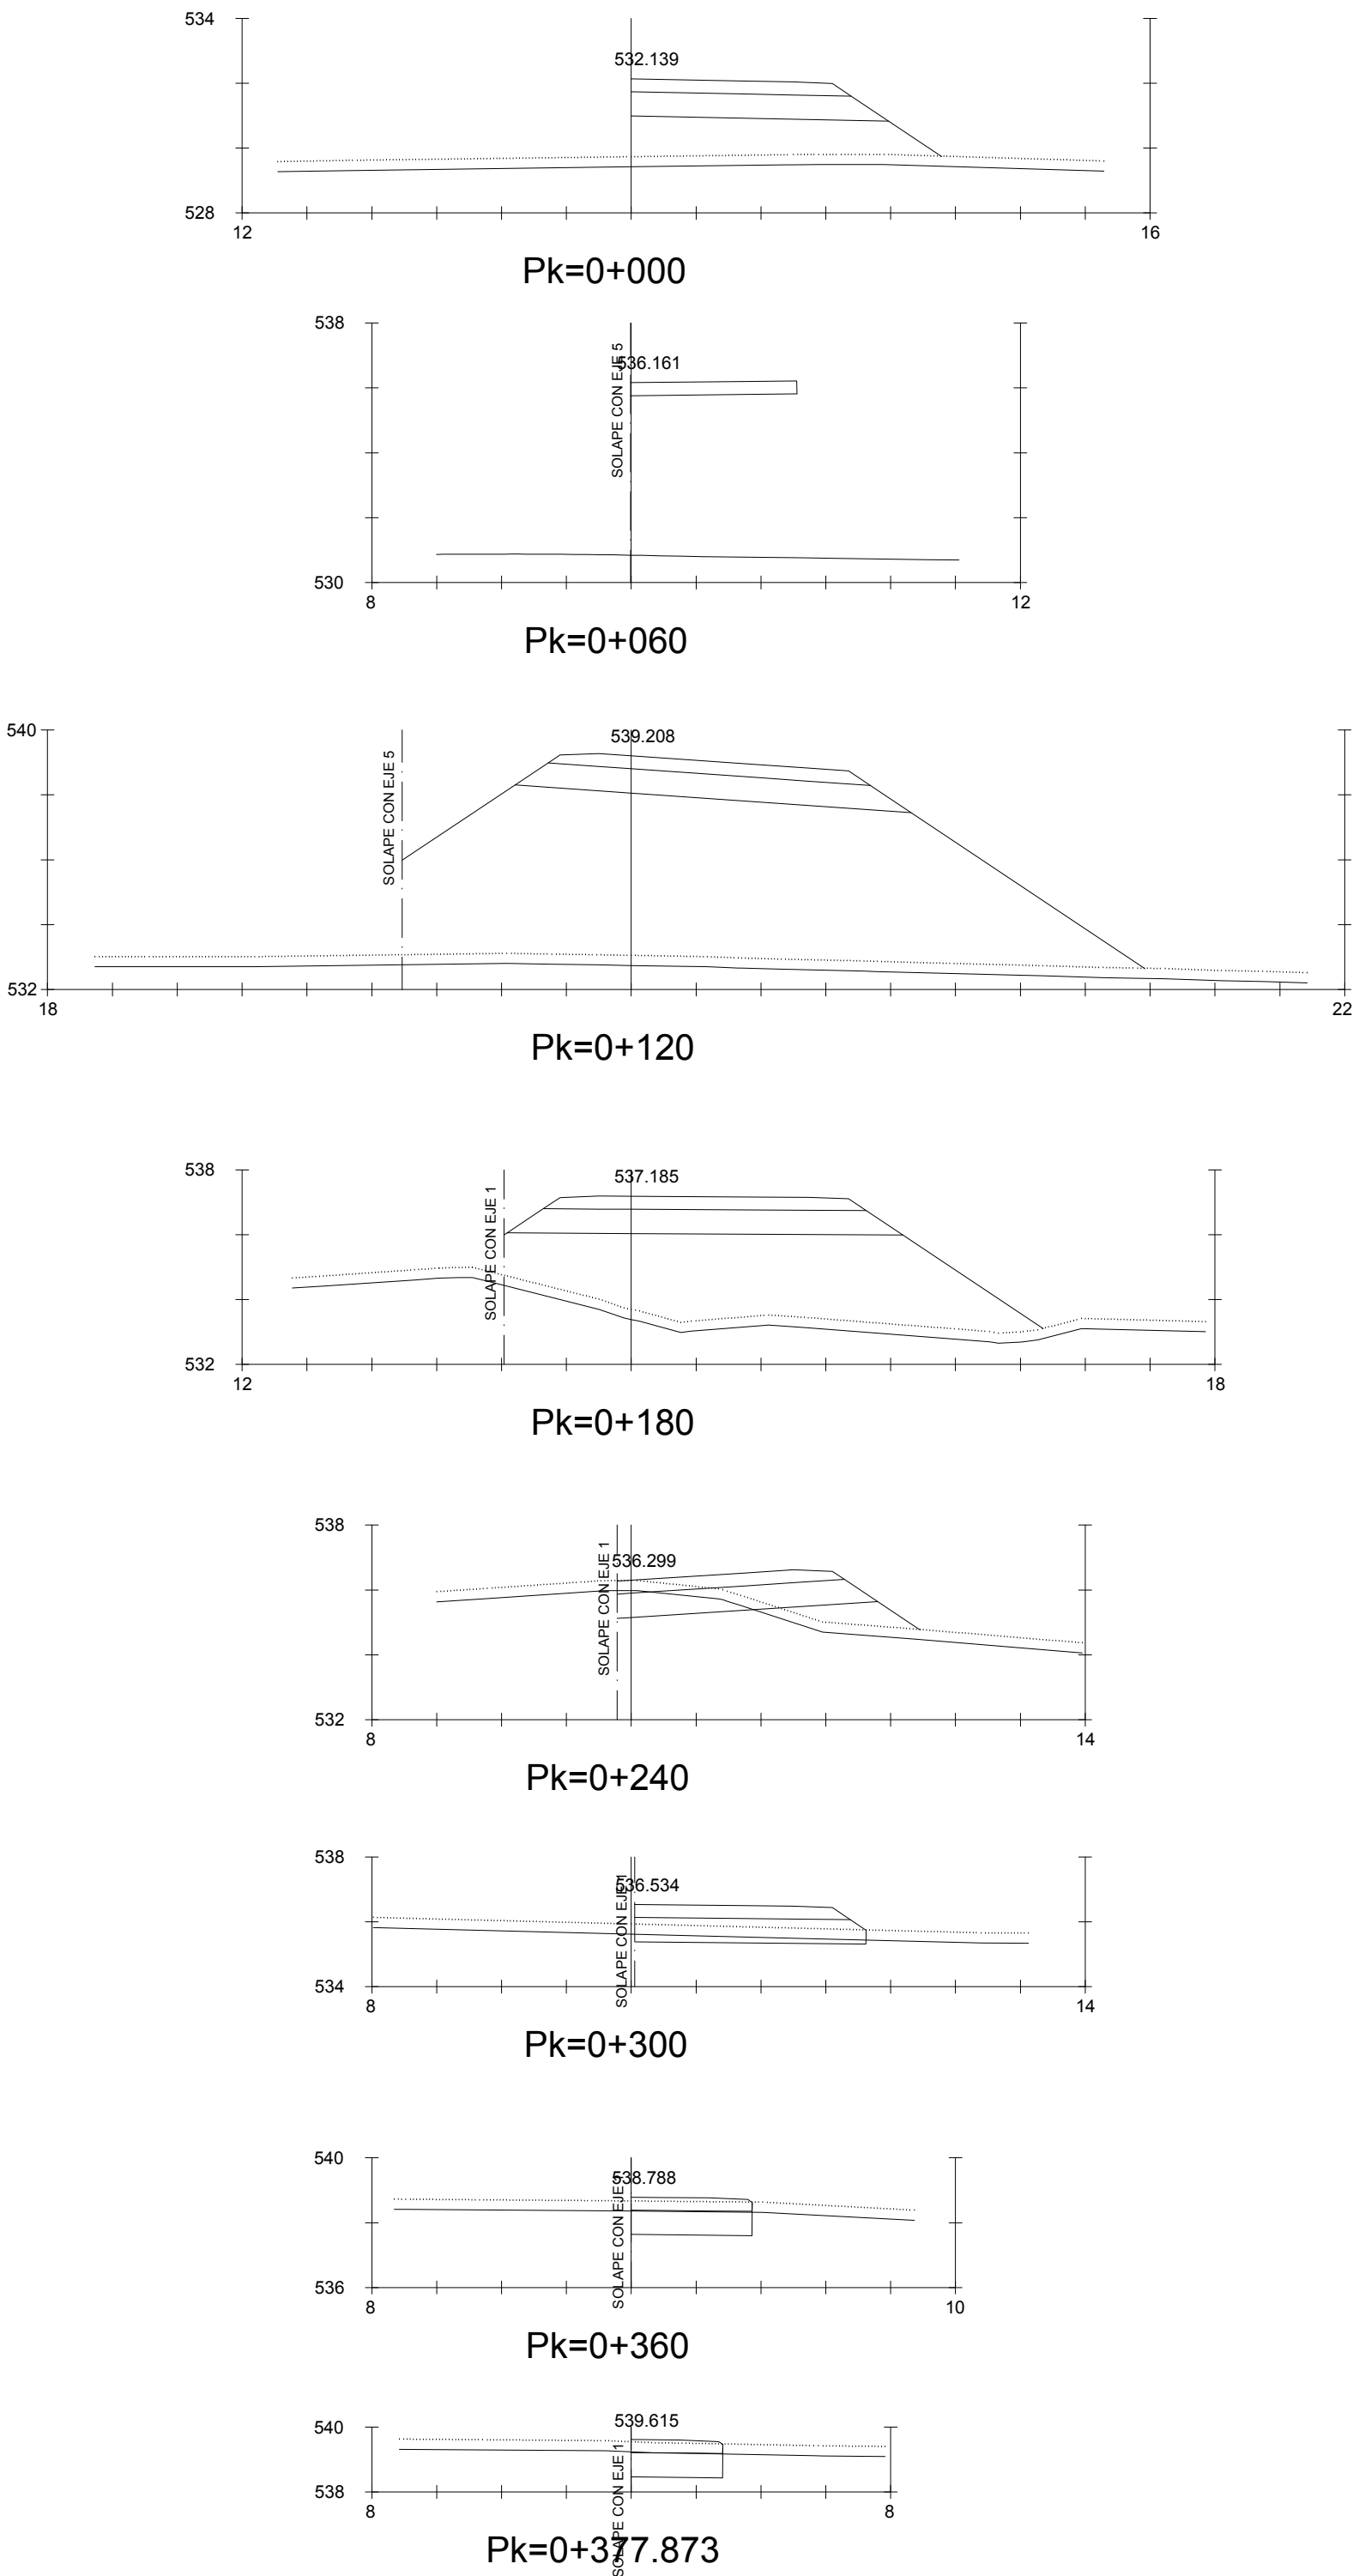 534
532.139
528
12 16
Pk=0+000
538
SOLAPE CON EJE 5
536.161
530
8 12
Pk=0+060
540
539.208
SOLAPE CON EJE 5
532
18 22
Pk=0+120
538
537.185
SOLAPE CON EJE 1
532
12 18
Pk=0+180
538
536.299
SOLAPE CON EJE 1
532
8 14
Pk=0+240
538
536.534
SOLAPE CON EJE 1
534
8 14
Pk=0+300
540
538.788
SOLAPE CON EJE 1
536
8 10
Pk=0+360
539.615
540
SOLAPE CON EJE 1
538
8 8
Pk=0+377.873